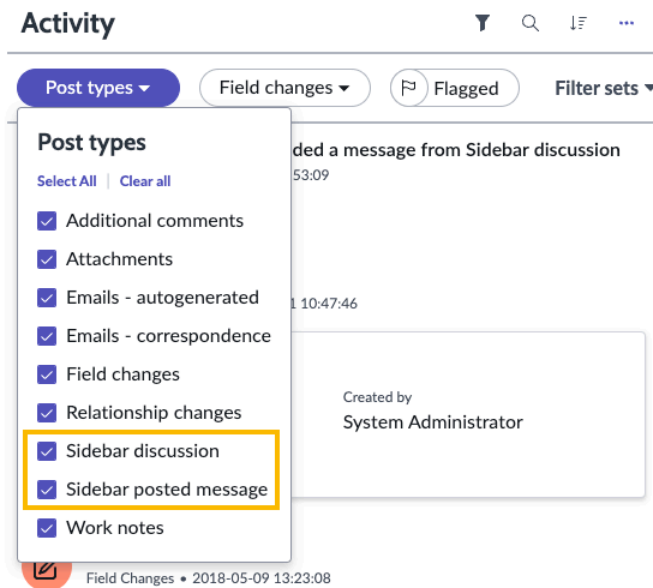 Activity
Post types
Field changes
Flagged
Filter sets
Post types
Select All | Clear all
Additional comments
Attachments
Emails - autogenerated
Emails - correspondence
Field changes
Relationship changes
Sidebar discussion
Sidebar posted message
Work notes
ded a message from Sidebar discussion
53:09
1 10:47:46
Created by
System Administrator
Field Changes • 2018-05-09 13:23:08